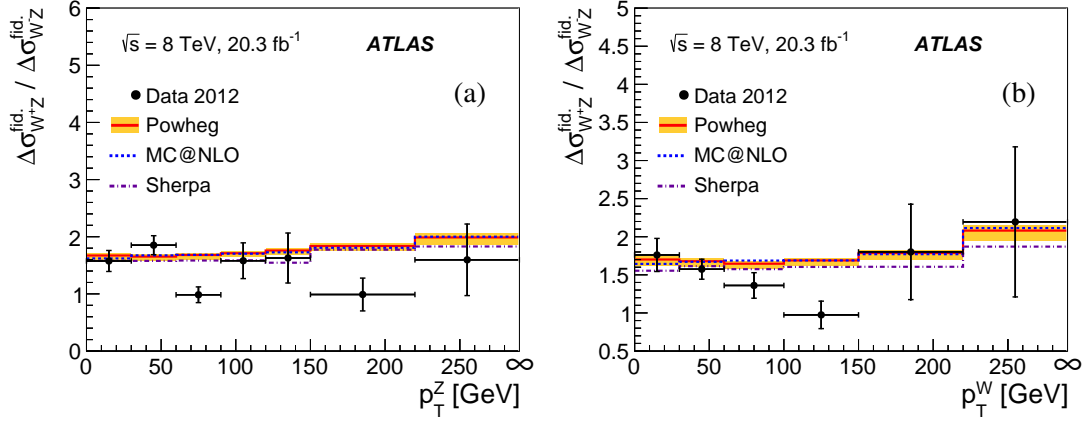 Δσ^fid._W⁺Z / Δσ^fid._W⁻Z
6
5
4
3
2
1
0
√s = 8 TeV, 20.3 fb⁻¹
ATLAS
(a)
Data 2012
Powheg
MC@NLO
Sherpa
0 50 100 150 200 250 ∞
p_T^Z [GeV]
Δσ^fid._W⁺Z / Δσ^fid._W⁻Z
5
4.5
4
3.5
3
2.5
2
1.5
1
0.5
√s = 8 TeV, 20.3 fb⁻¹
ATLAS
(b)
Data 2012
Powheg
MC@NLO
Sherpa
0 50 100 150 200 250 ∞
p_T^W [GeV]